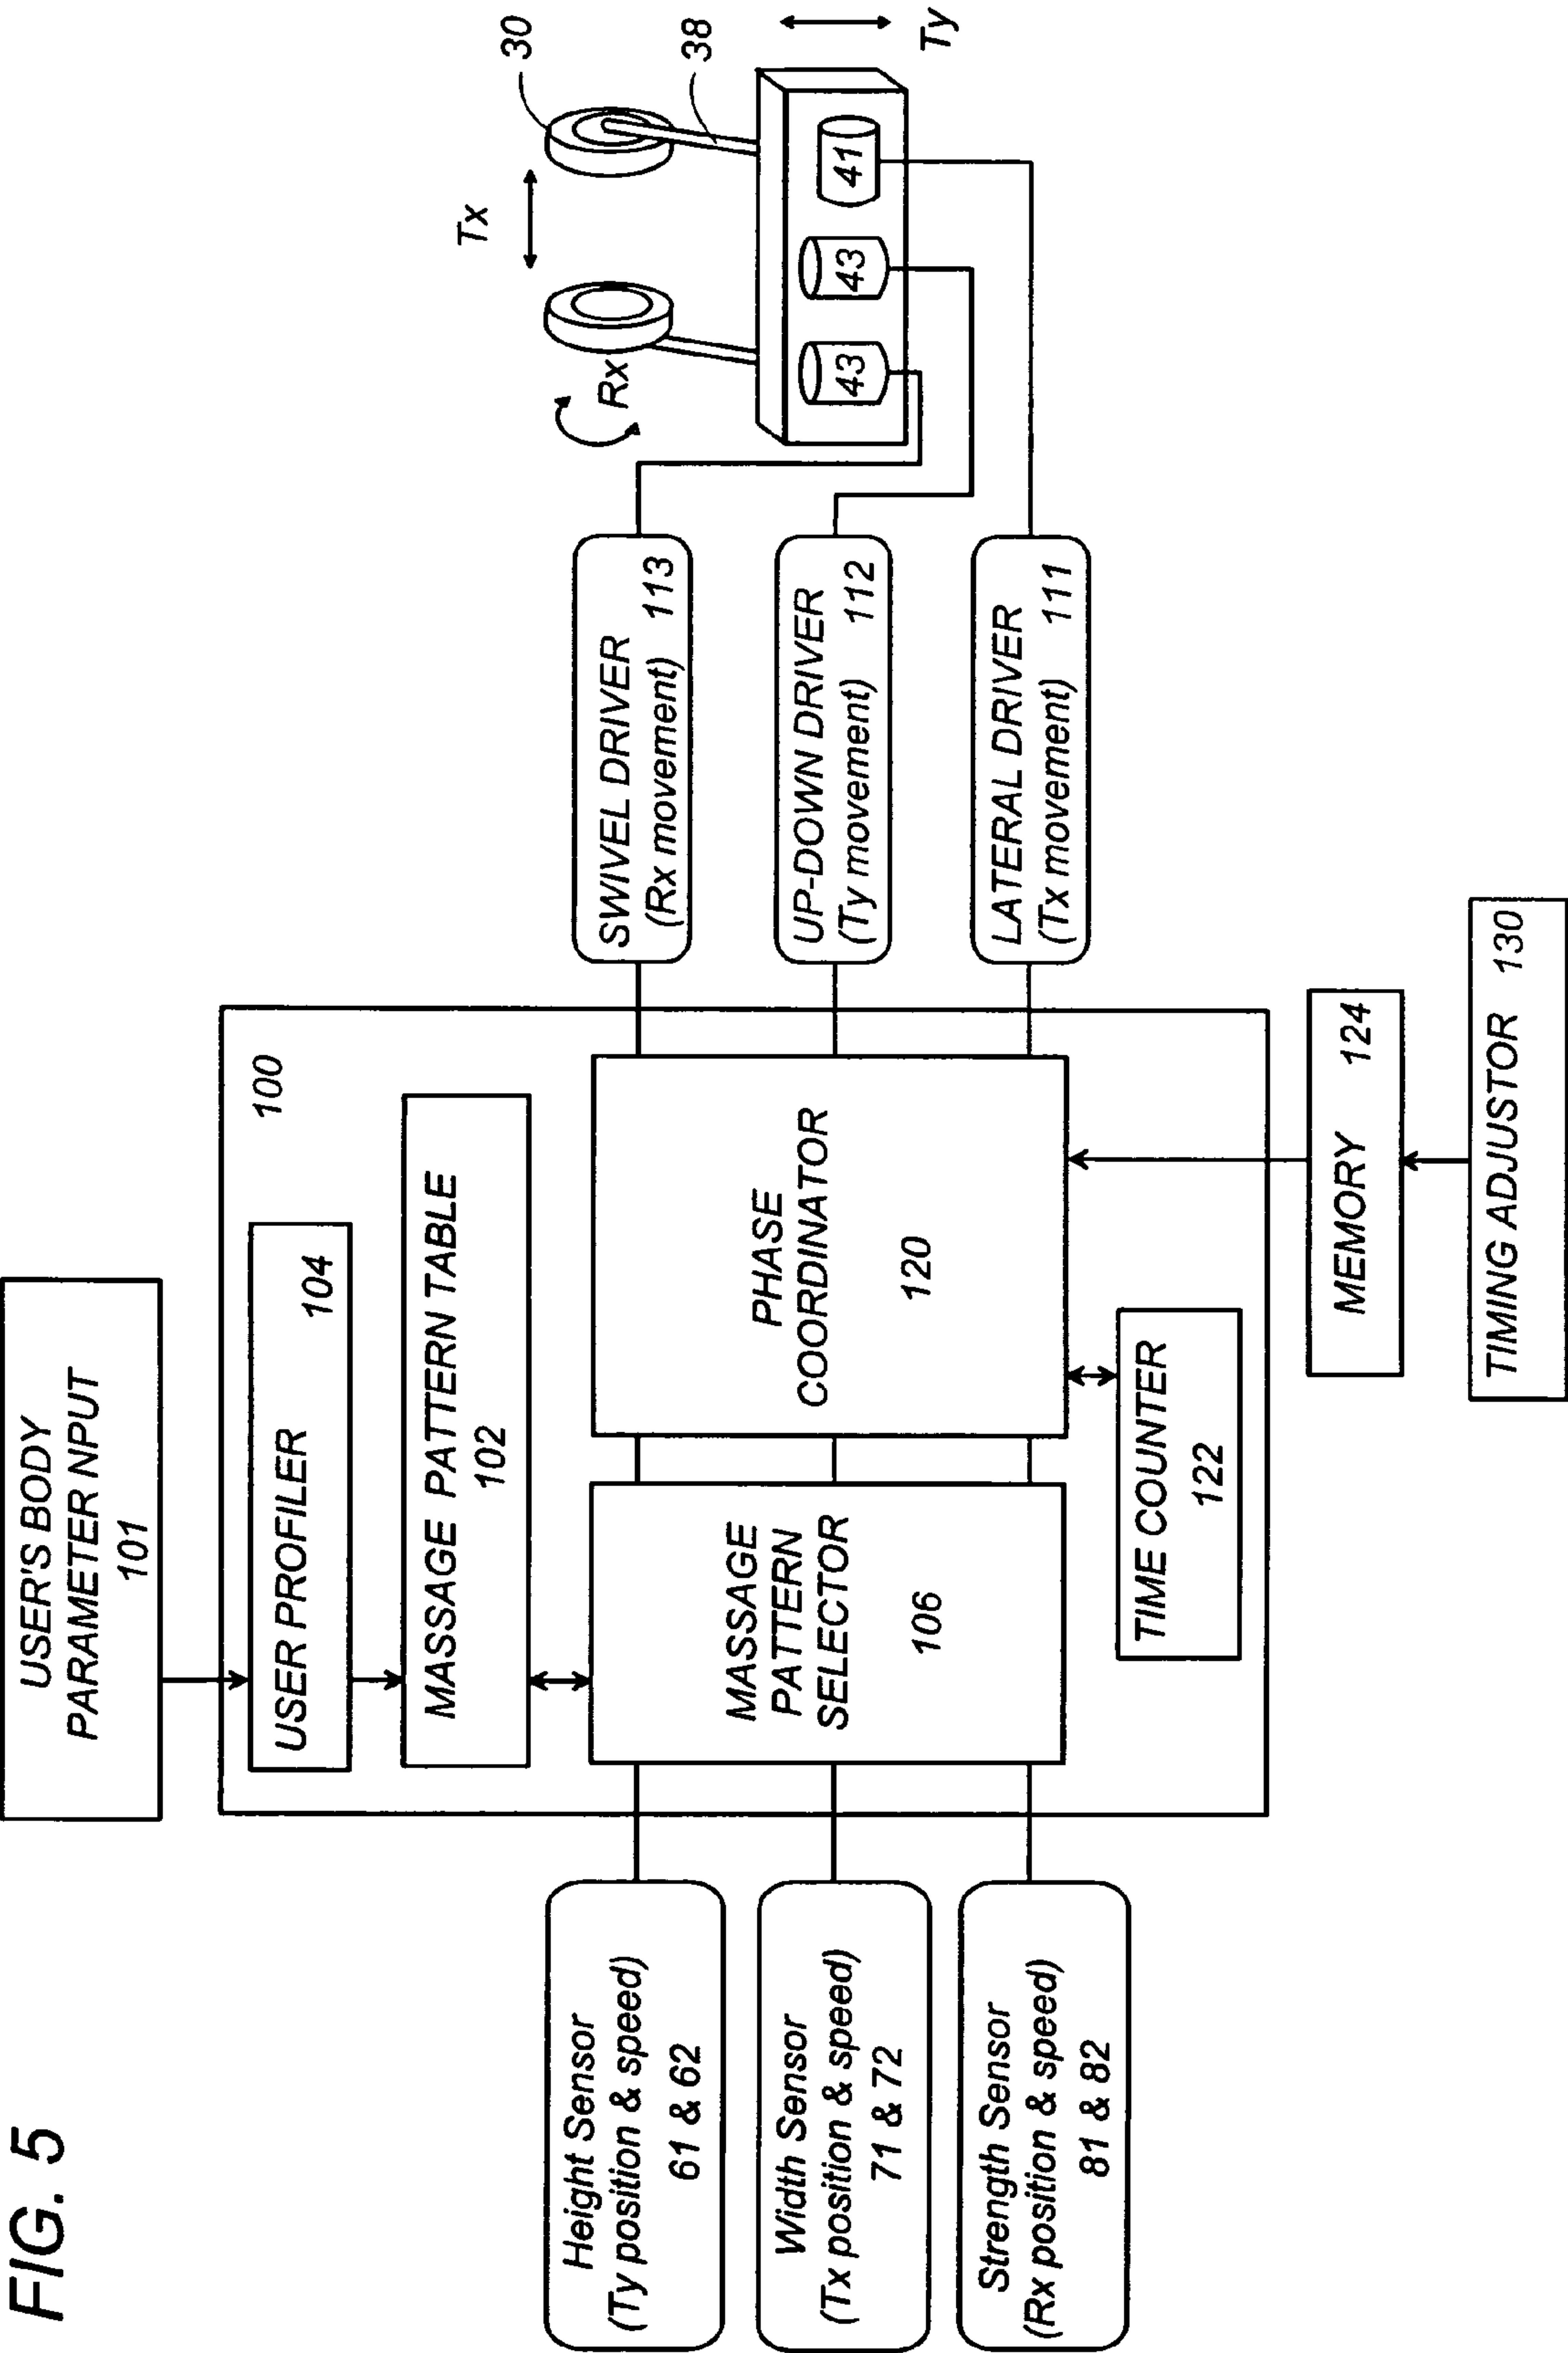 FIG. 5
USER'S BODY
PARAMETER NPUT
101
100
USER PROFILER
104
MASSAGE PATTERN TABLE
102
Height Sensor
(Ty position & speed)
61 & 62
Width Sensor
(Tx position & speed)
71 & 72
Strength Sensor
(Rx position & speed)
81 & 82
MASSAGE
PATTERN
SELECTOR
106
PHASE
COORDINATOR
120
TIME COUNTER
122
MEMORY 124
TIMING ADJUSTOR 130
SWIVEL DRIVER
(Rx movement) 113
UP-DOWN DRIVER
(Ty movement) 112
LATERAL DRIVER
(Tx movement) 111
Tx
30
Rx
38
43
43
41
Ty